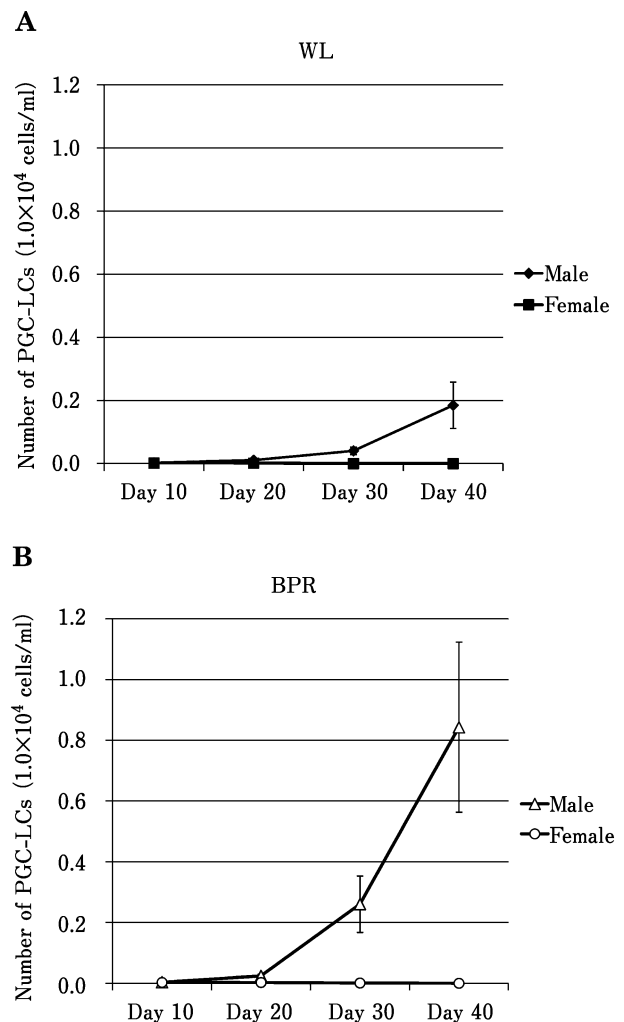 A
WL
Number of PGC-LCs (1.0×10⁴ cells/ml)
1.2
1.0
0.8
0.6
0.4
0.2
0.0
Day 10 Day 20 Day 30 Day 40
Male
Female
B
BPR
Number of PGC-LCs (1.0×10⁴ cells/ml)
1.2
1.0
0.8
0.6
0.4
0.2
0.0
Day 10 Day 20 Day 30 Day 40
Male
Female